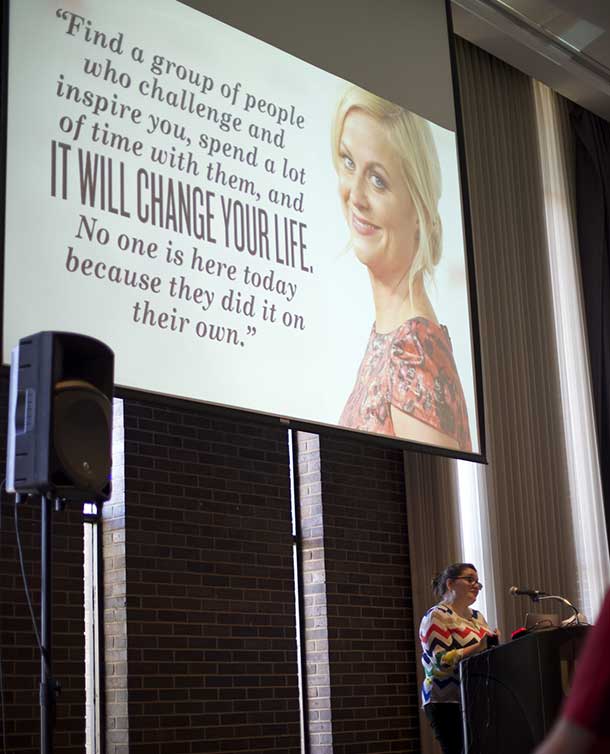 “Find a group of people
who challenge and
inspire you, spend a lot
of time with them, and
IT WILL CHANGE YOUR LIFE.
No one is here today
because they did it on
their own.”